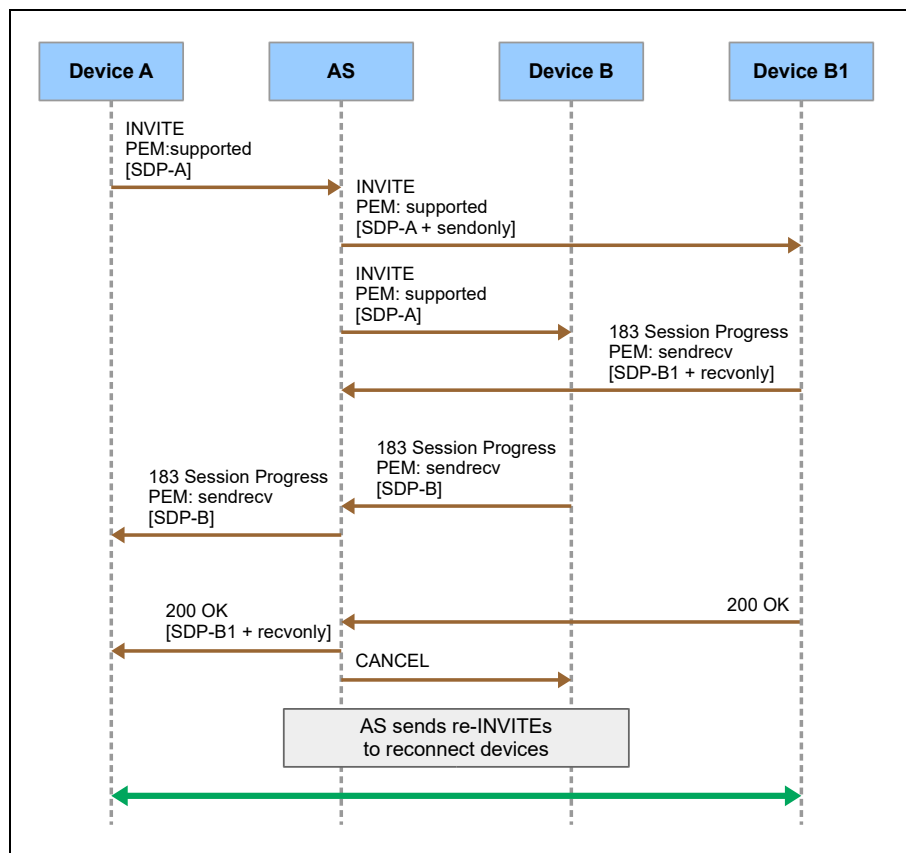 Device A
AS
Device B
Device B1
INVITE
PEM:supported
[SDP-A]
INVITE
PEM: supported
[SDP-A + sendonly]
INVITE
PEM: supported
[SDP-A]
183 Session Progress
PEM: sendrecv
[SDP-B1 + recvonly]
183 Session Progress
PEM: sendrecv
[SDP-B]
183 Session Progress
PEM: sendrecv
[SDP-B]
200 OK
200 OK
[SDP-B1 + recvonly]
CANCEL
AS sends re-INVITEs
to reconnect devices